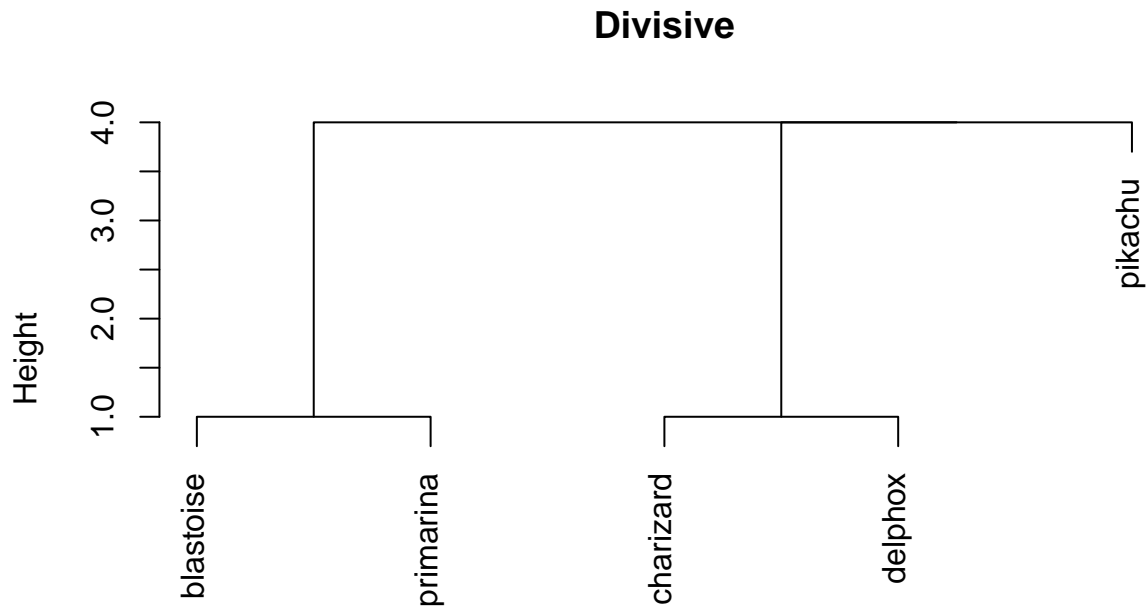 Divisive
Height
4.0
3.0
2.0
1.0
blastoise
primarina
charizard
delphox
pikachu